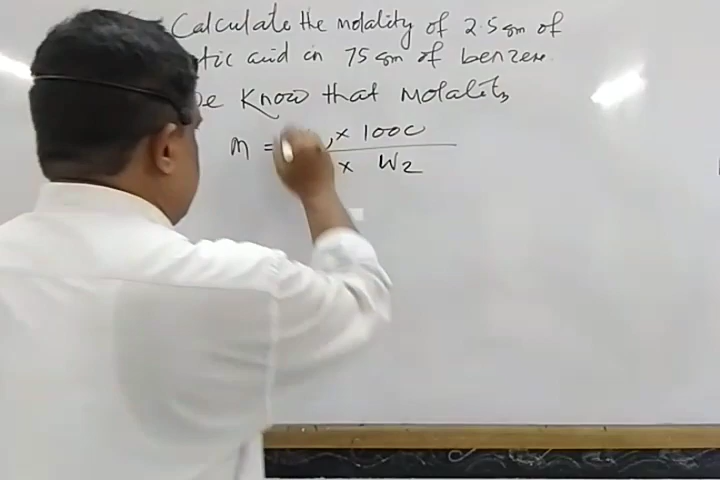 Calculate the molality of 2.5 gm of
tic acid in 75 gm of benzene.
e Know that Molality
m = , × 1000
× W2